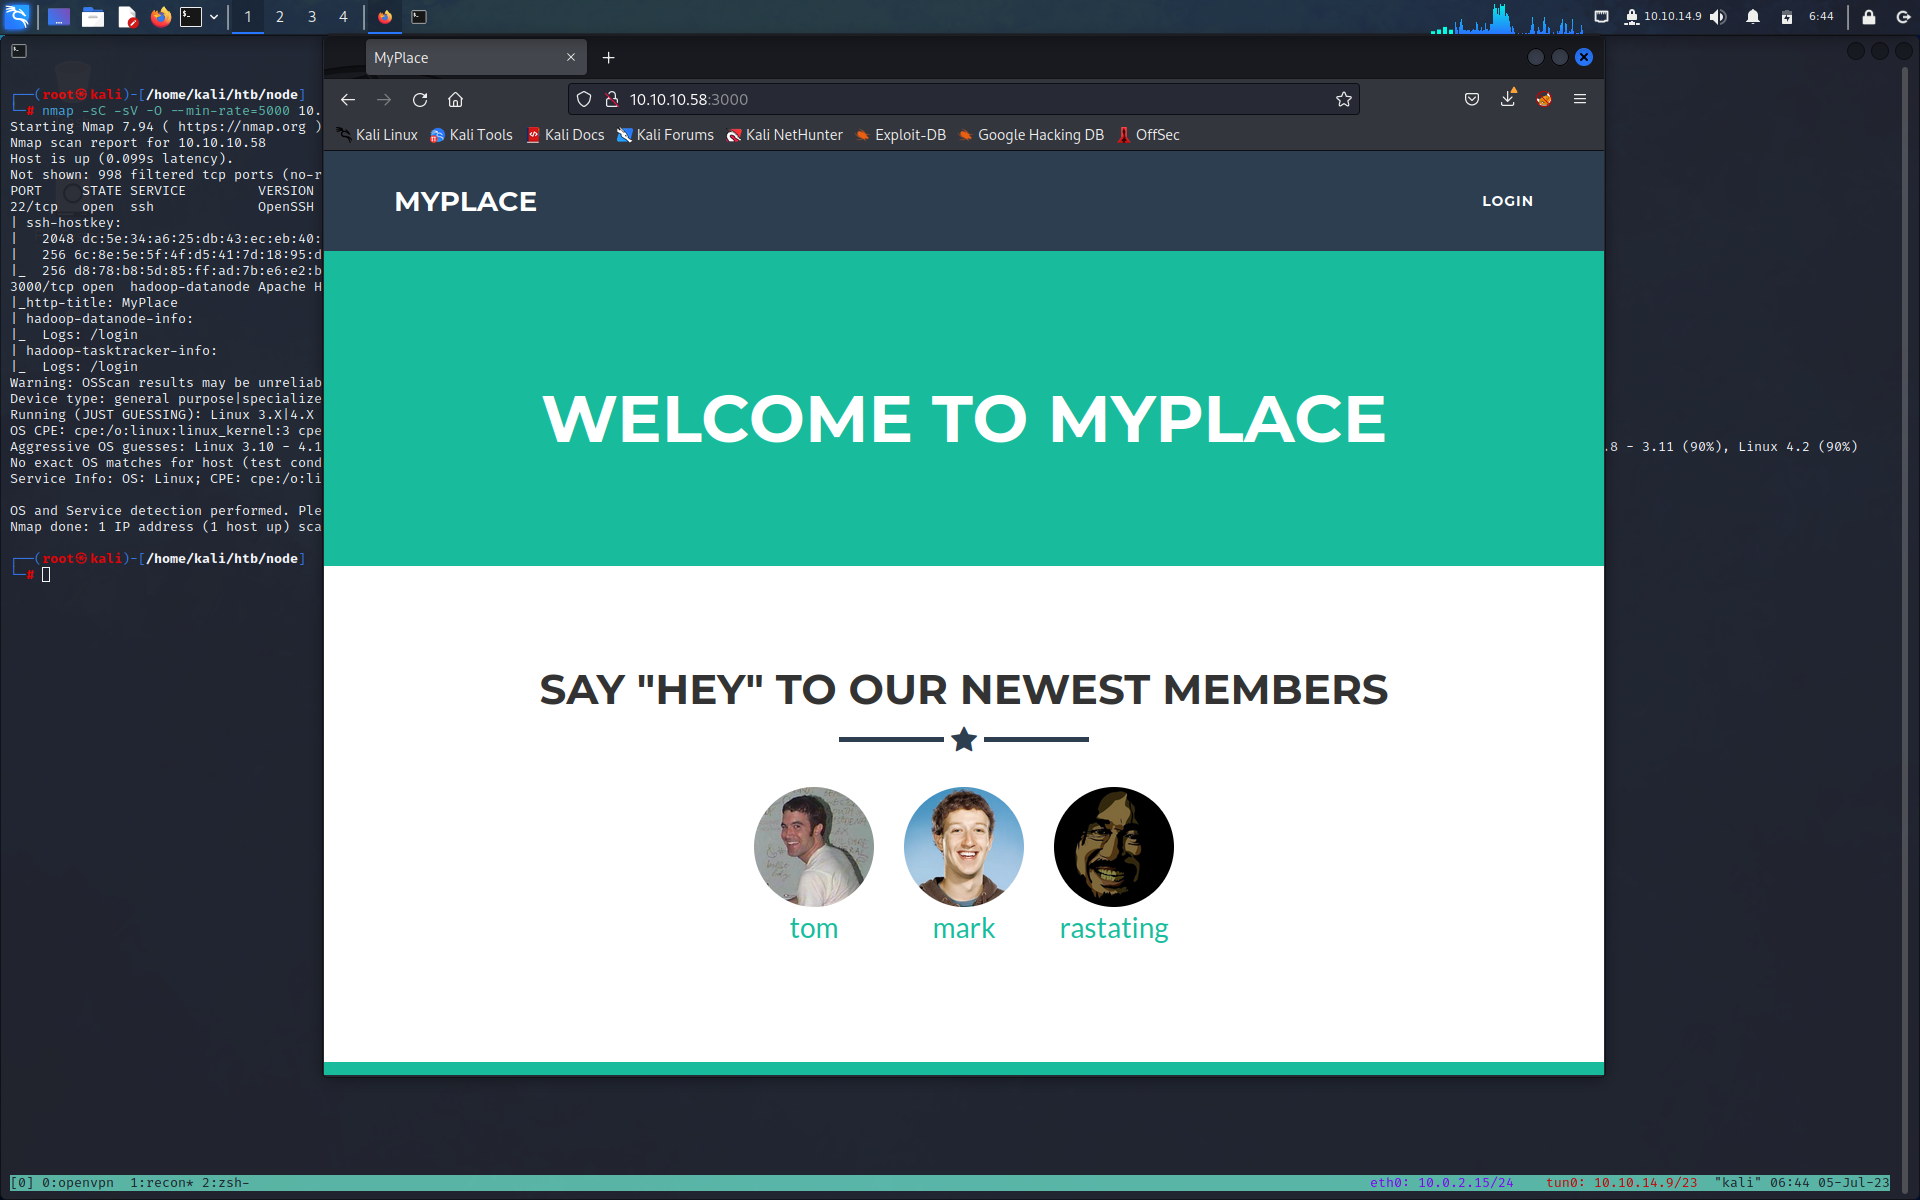 1 2 3 4
10.10.14.9
6:44
MyPlace
10.10.10.58:3000
Kali Linux Kali Tools Kali Docs Kali Forums Kali NetHunter Exploit-DB Google Hacking DB OffSec
MYPLACE
LOGIN
WELCOME TO MYPLACE
SAY "HEY" TO OUR NEWEST MEMBERS
tom mark rastating
┌──(root㉿kali)-[/home/kali/htb/node]
└─# nmap -sC -sV -O --min-rate=5000 10.
Starting Nmap 7.94 ( https://nmap.org )
Nmap scan report for 10.10.10.58
Host is up (0.099s latency).
Not shown: 998 filtered tcp ports (no-r
PORT     STATE SERVICE         VERSION
22/tcp   open  ssh             OpenSSH
| ssh-hostkey:
|   2048 dc:5e:34:a6:25:db:43:ec:eb:40:
|   256 6c:8e:5e:5f:4f:d5:41:7d:18:95:d
|_  256 d8:78:b8:5d:85:ff:ad:7b:e6:e2:b
3000/tcp open  hadoop-datanode Apache H
|_http-title: MyPlace
| hadoop-datanode-info:
|_  Logs: /login
| hadoop-tasktracker-info:
|_  Logs: /login
Warning: OSScan results may be unreliab
Device type: general purpose|specialize
Running (JUST GUESSING): Linux 3.X|4.X
OS CPE: cpe:/o:linux:linux_kernel:3 cpe
Aggressive OS guesses: Linux 3.10 - 4.1 .8 - 3.11 (90%), Linux 4.2 (90%)
No exact OS matches for host (test cond
Service Info: OS: Linux; CPE: cpe:/o:li
OS and Service detection performed. Ple
Nmap done: 1 IP address (1 host up) sca
┌──(root㉿kali)-[/home/kali/htb/node]
└─#
[0] 0:openvpn  1:recon* 2:zsh- eth0: 10.0.2.15/24 tun0: 10.10.14.9/23 "kali" 06:44 05-Jul-23